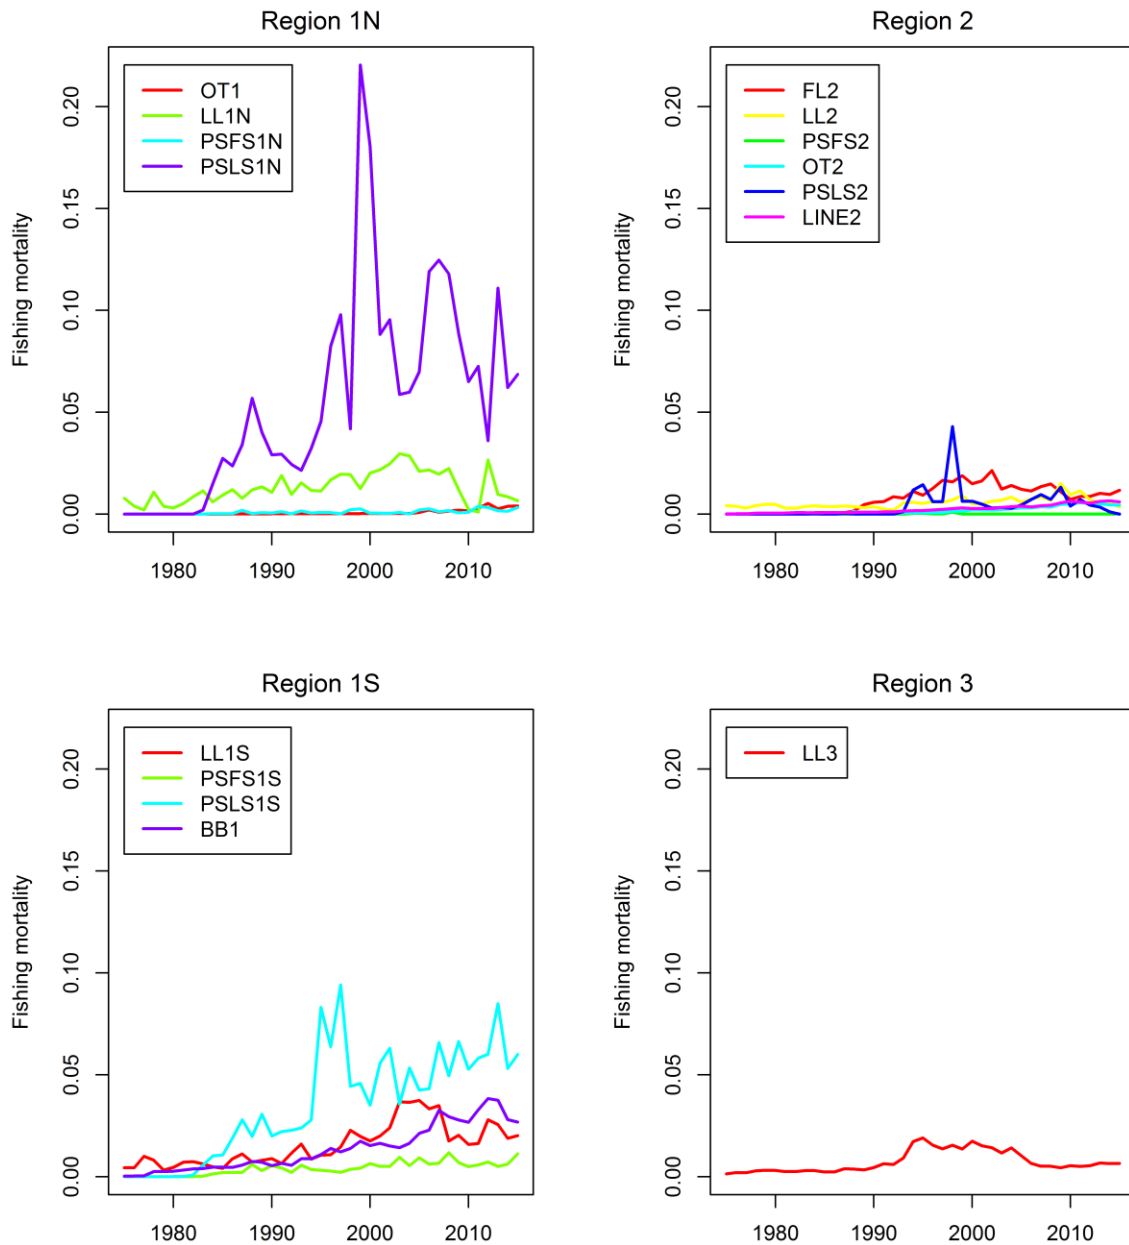 Region 1N
Fishing mortality
0.20
0.15
0.10
0.05
0.00
OT1
LL1N
PSFS1N
PSLS1N
1980 1990 2000 2010
Region 2
Fishing mortality
0.20
0.15
0.10
0.05
0.00
FL2
LL2
PSFS2
OT2
PSLS2
LINE2
1980 1990 2000 2010
Region 1S
Fishing mortality
0.20
0.15
0.10
0.05
0.00
LL1S
PSFS1S
PSLS1S
BB1
1980 1990 2000 2010
Region 3
Fishing mortality
0.20
0.15
0.10
0.05
0.00
LL3
1980 1990 2000 2010